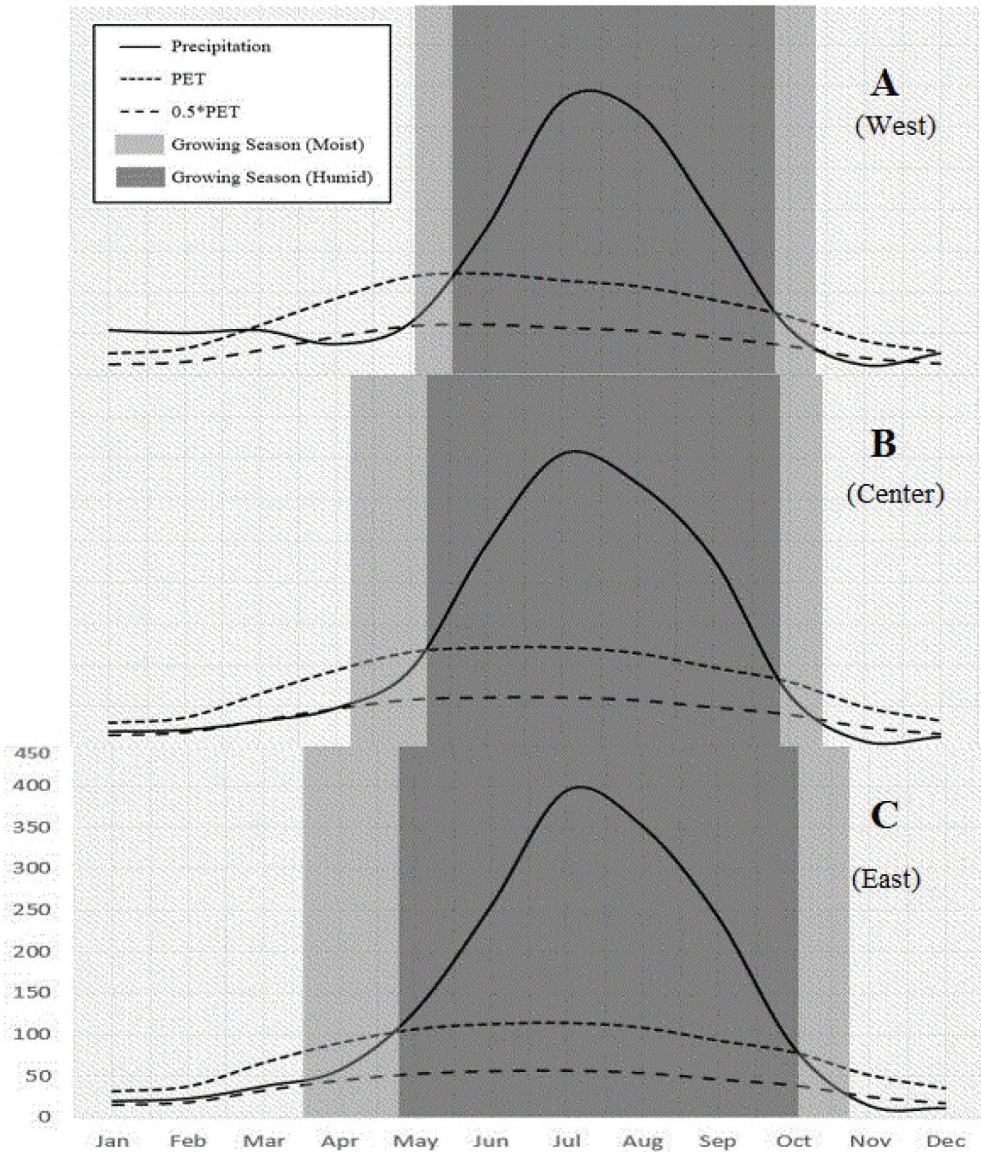 Precipitation
PET
0.5*PET
Growing Season (Moist)
Growing Season (Humid)
A
(West)
B
(Center)
C
(East)
450
400
350
300
250
200
150
100
50
0
Jan Feb Mar Apr May Jun Jul Aug Sep Oct Nov Dec